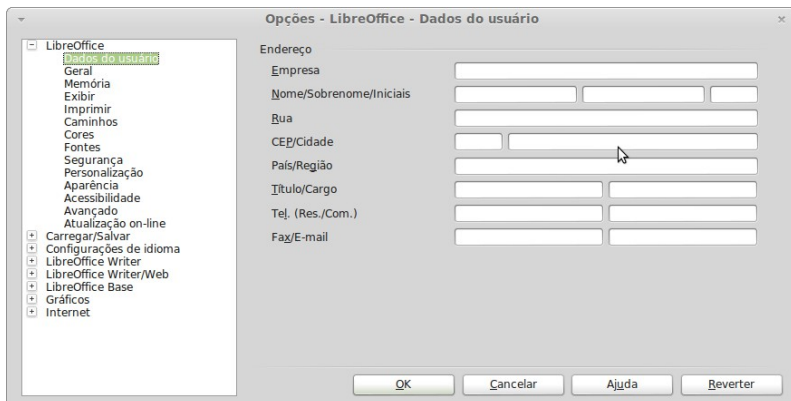 Opções - LibreOffice - Dados do usuário
LibreOffice
Dados do usuário
Geral
Memória
Exibir
Imprimir
Caminhos
Cores
Fontes
Segurança
Personalização
Aparência
Acessibilidade
Avançado
Atualização on-line
Carregar/Salvar
Configurações de idioma
LibreOffice Writer
LibreOffice Writer/Web
LibreOffice Base
Gráficos
Internet
Endereço
Empresa
Nome/Sobrenome/Iniciais
Rua
CEP/Cidade
País/Região
Título/Cargo
Tel. (Res./Com.)
Fax/E-mail
OK Cancelar Ajuda Reverter